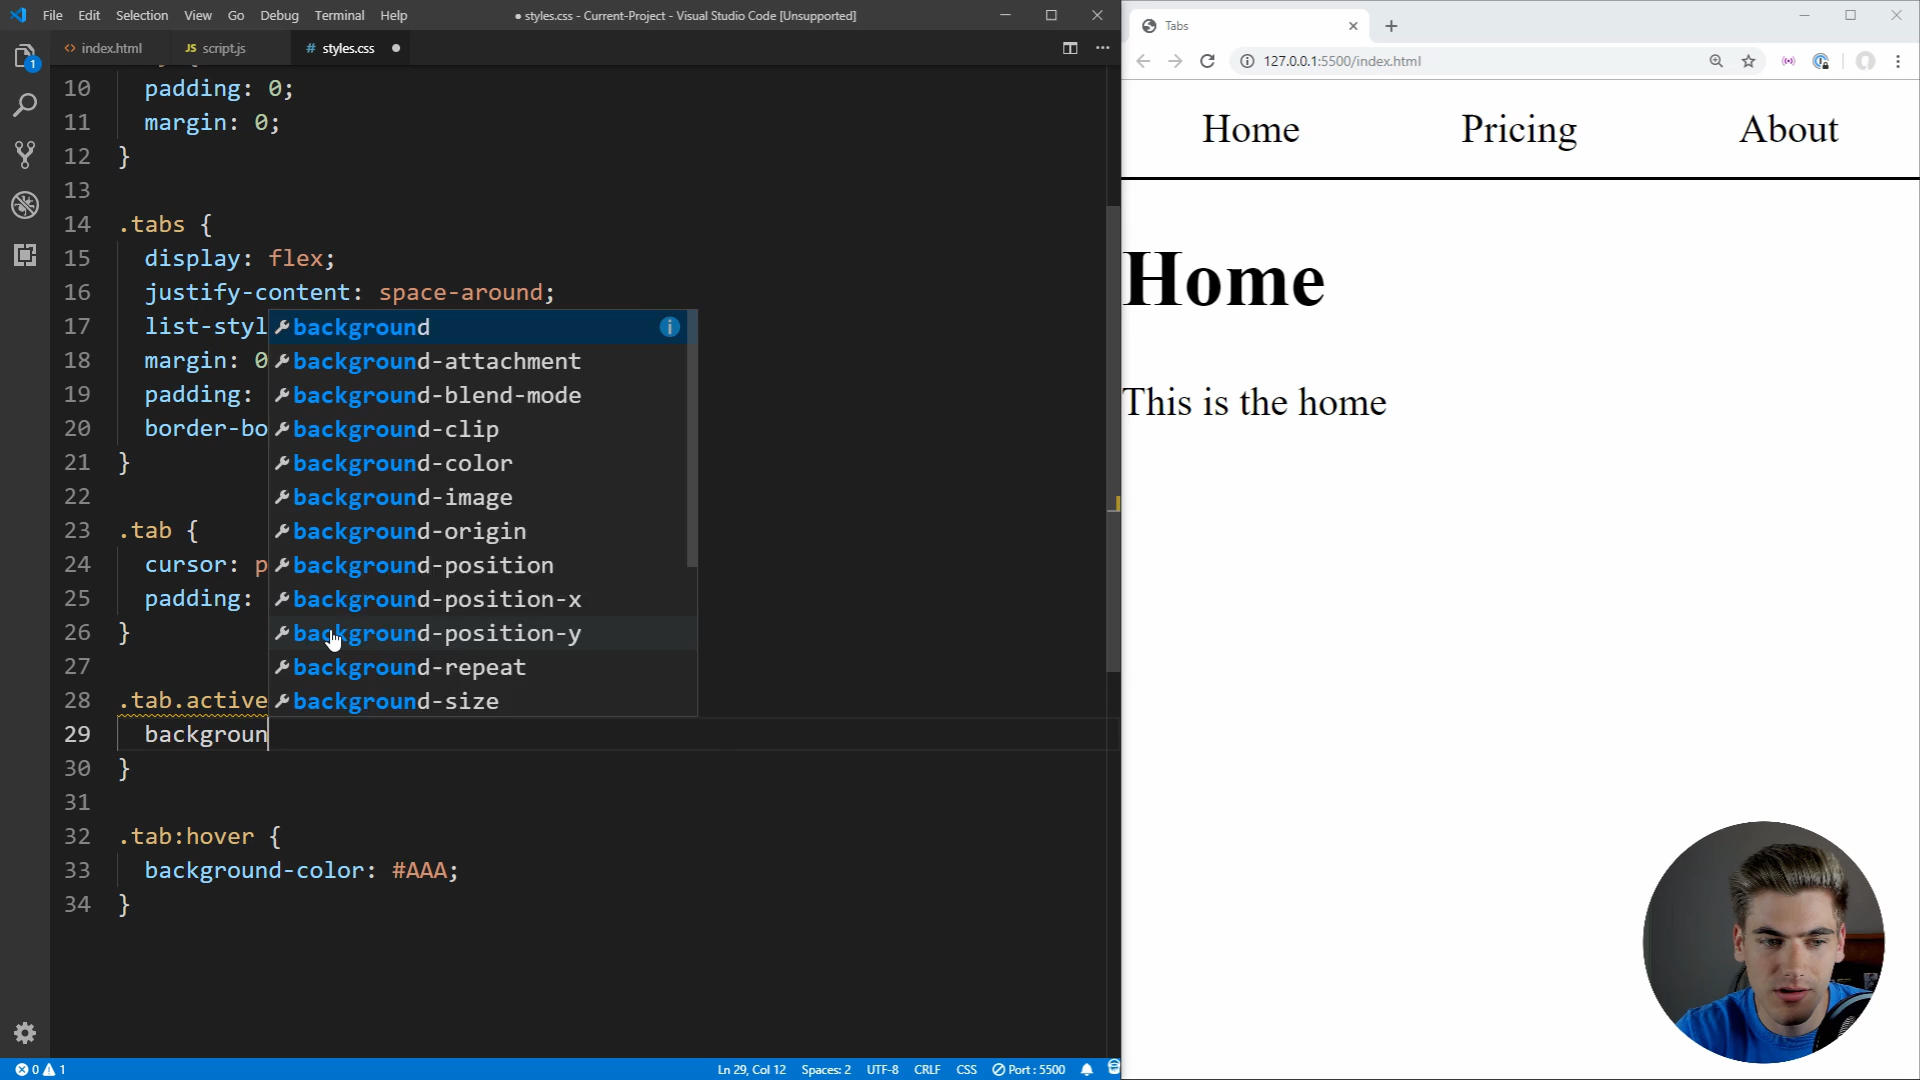 File Edit Selection View Go Debug Terminal Help
● styles.css - Current-Project - Visual Studio Code [Unsupported]
<> index.html
JS script.js
# styles.css ●
1
10 padding: 0;
11 margin: 0;
12 }
13
14 .tabs {
15 display: flex;
16 justify-content: space-around;
17 list-styl
18 margin: 0
19 padding:
20 border-bo
21 }
22
23 .tab {
24 cursor: p
25 padding:
26 }
27
28 .tab.active
29 backgroun
30 }
31
32 .tab:hover {
33 background-color: #AAA;
34 }
background
background-attachment
background-blend-mode
background-clip
background-color
background-image
background-origin
background-position
background-position-x
background-position-y
background-repeat
background-size
0 1 Ln 29, Col 12 Spaces: 2 UTF-8 CRLF CSS Port : 5500
Tabs
127.0.0.1:5500/index.html
Home Pricing About
Home
This is the home